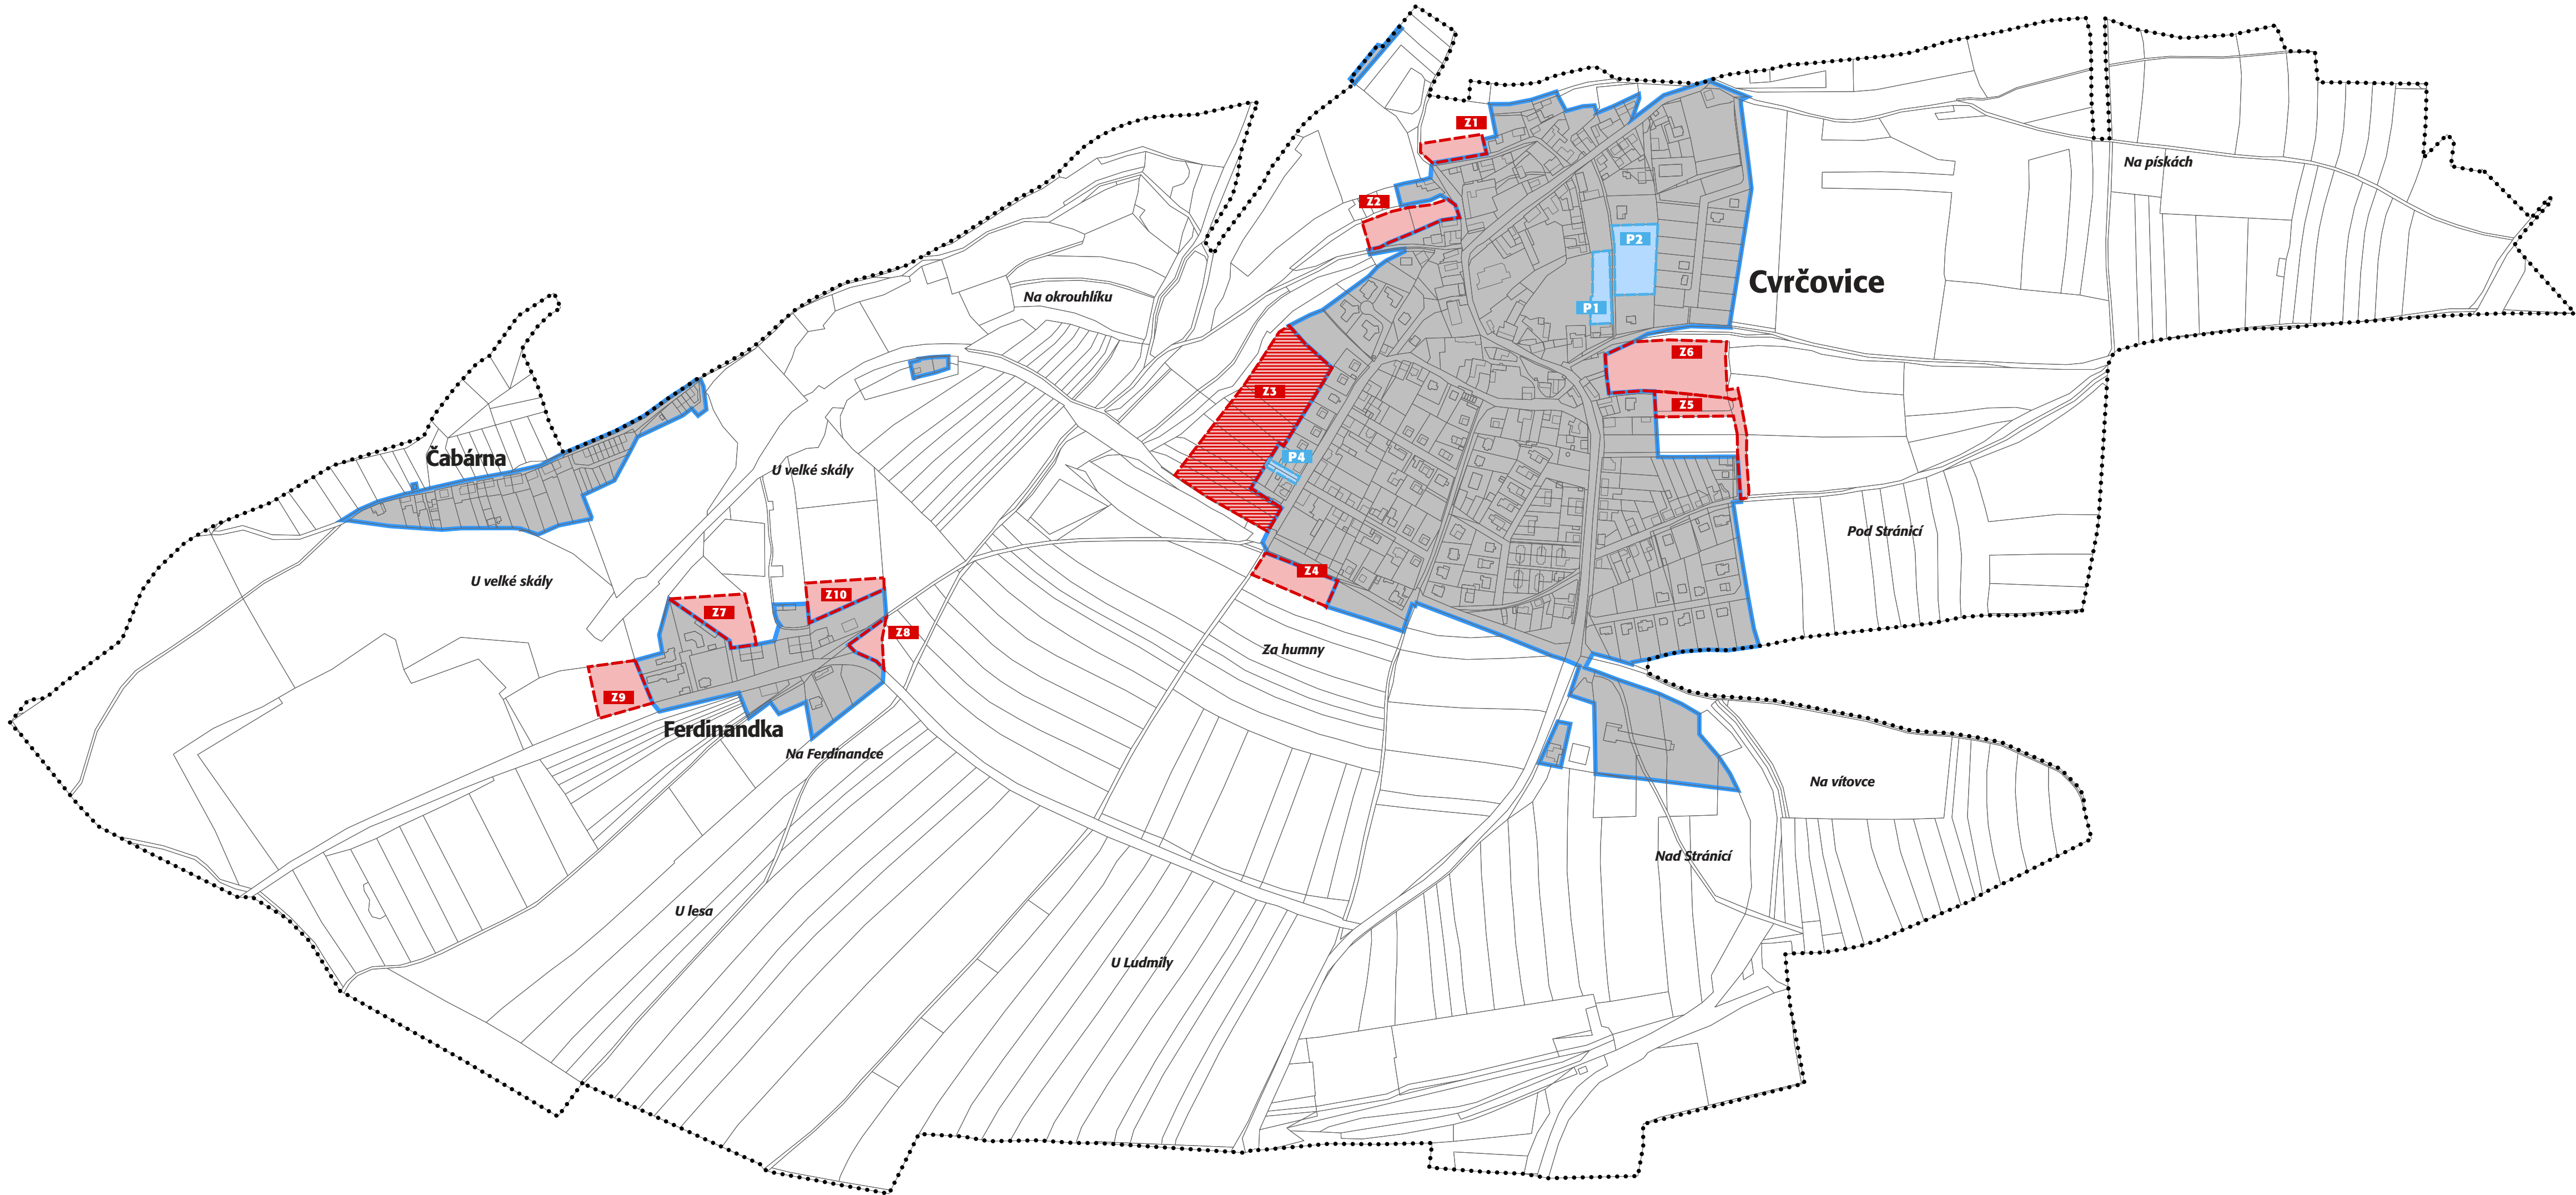 Z1
Na pískách
Z2
P2
Cvrčovice
Na okrouhlíku
P1
Z6
Z3
Z5
Čabárna
P4
U velké skály
Pod Stránicí
Z4
U velké skály
Z10
Z7
Z8
Za humny
Z9
Ferdinandka
Na Ferdinandce
Na vítovce
Nad Stránicí
U lesa
U Ludmily